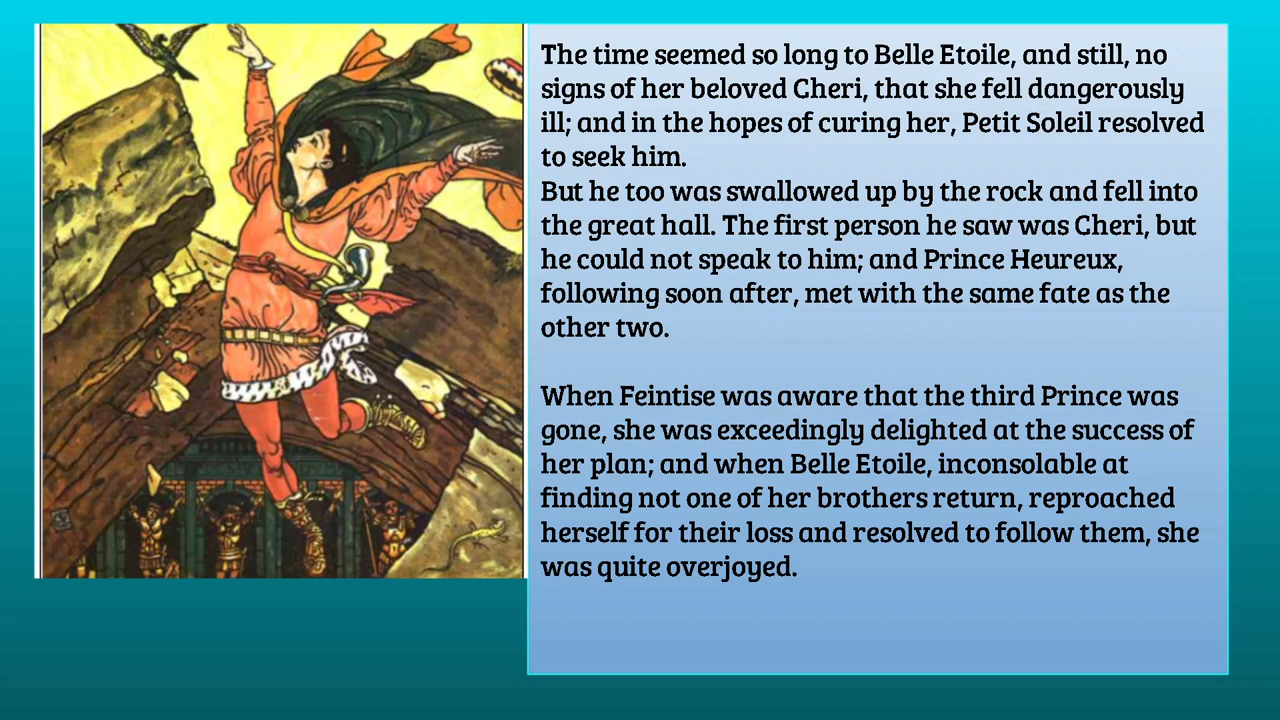 The time seemed so long to Belle Etoile, and still, no
signs of her beloved Cheri, that she fell dangerously
ill; and in the hopes of curing her, Petit Soleil resolved
to seek him.
But he too was swallowed up by the rock and fell into
the great hall. The first person he saw was Cheri, but
he could not speak to him; and Prince Heureux,
following soon after, met with the same fate as the
other two.
When Feintise was aware that the third Prince was
gone, she was exceedingly delighted at the success of
her plan; and when Belle Etoile, inconsolable at
finding not one of her brothers return, reproached
herself for their loss and resolved to follow them, she
was quite overjoyed.